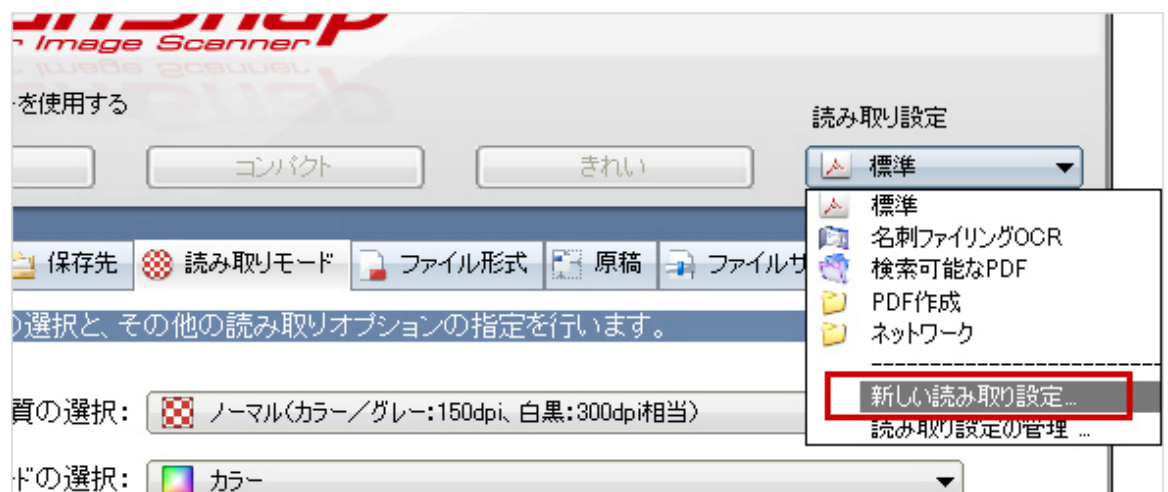 Image Scanner
を使用する
読み取り設定
コンパクト
きれい
標準
標準
名刺ファイリングOCR
検索可能なPDF
PDF作成
ネットワーク
新しい読み取り設定...
読み取り設定の管理 ...
保存先
読み取りモード
ファイル形式
原稿
ファイルサ
の選択と、その他の読み取りオプションの指定を行います。
質の選択:
ノーマル(カラー/グレー:150dpi、白黒:300dpi相当)
ドの選択:
カラー